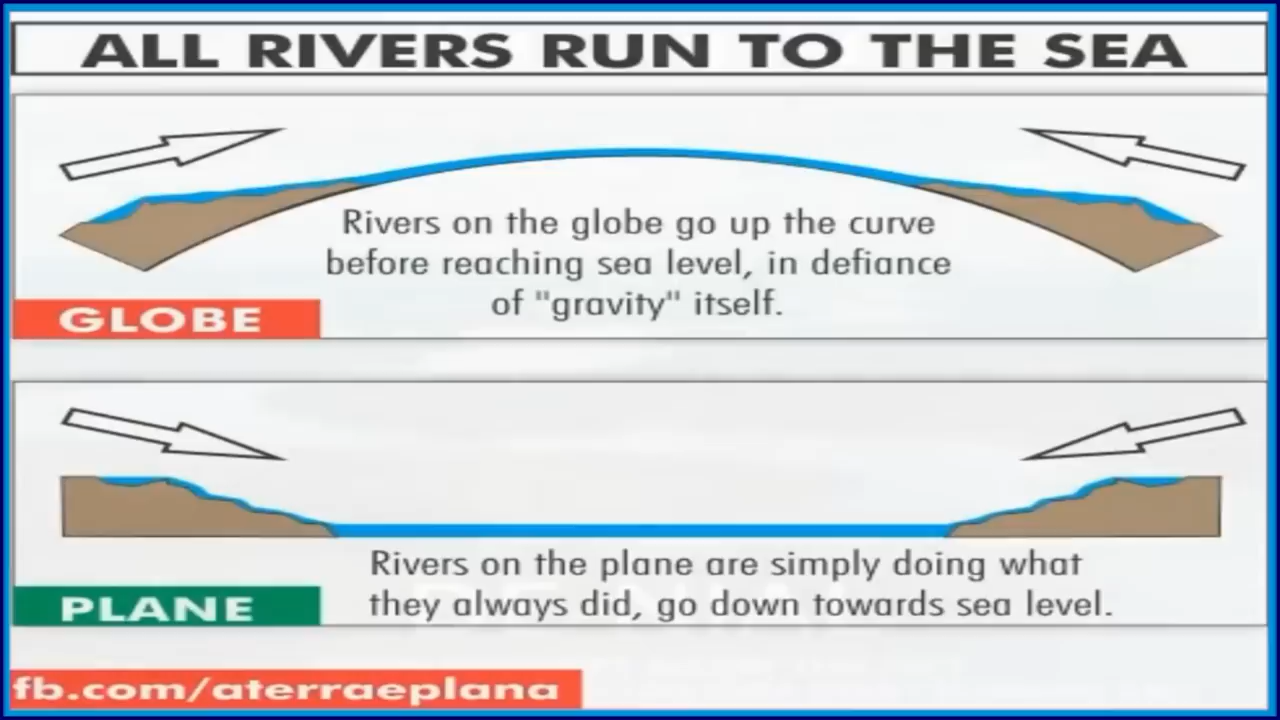 ALL RIVERS RUN TO THE SEA
Rivers on the globe go up the curve
before reaching sea level, in defiance
of "gravity" itself.
GLOBE
Rivers on the plane are simply doing what
they always did, go down towards sea level.
PLANE
fb.com/aterraeplana